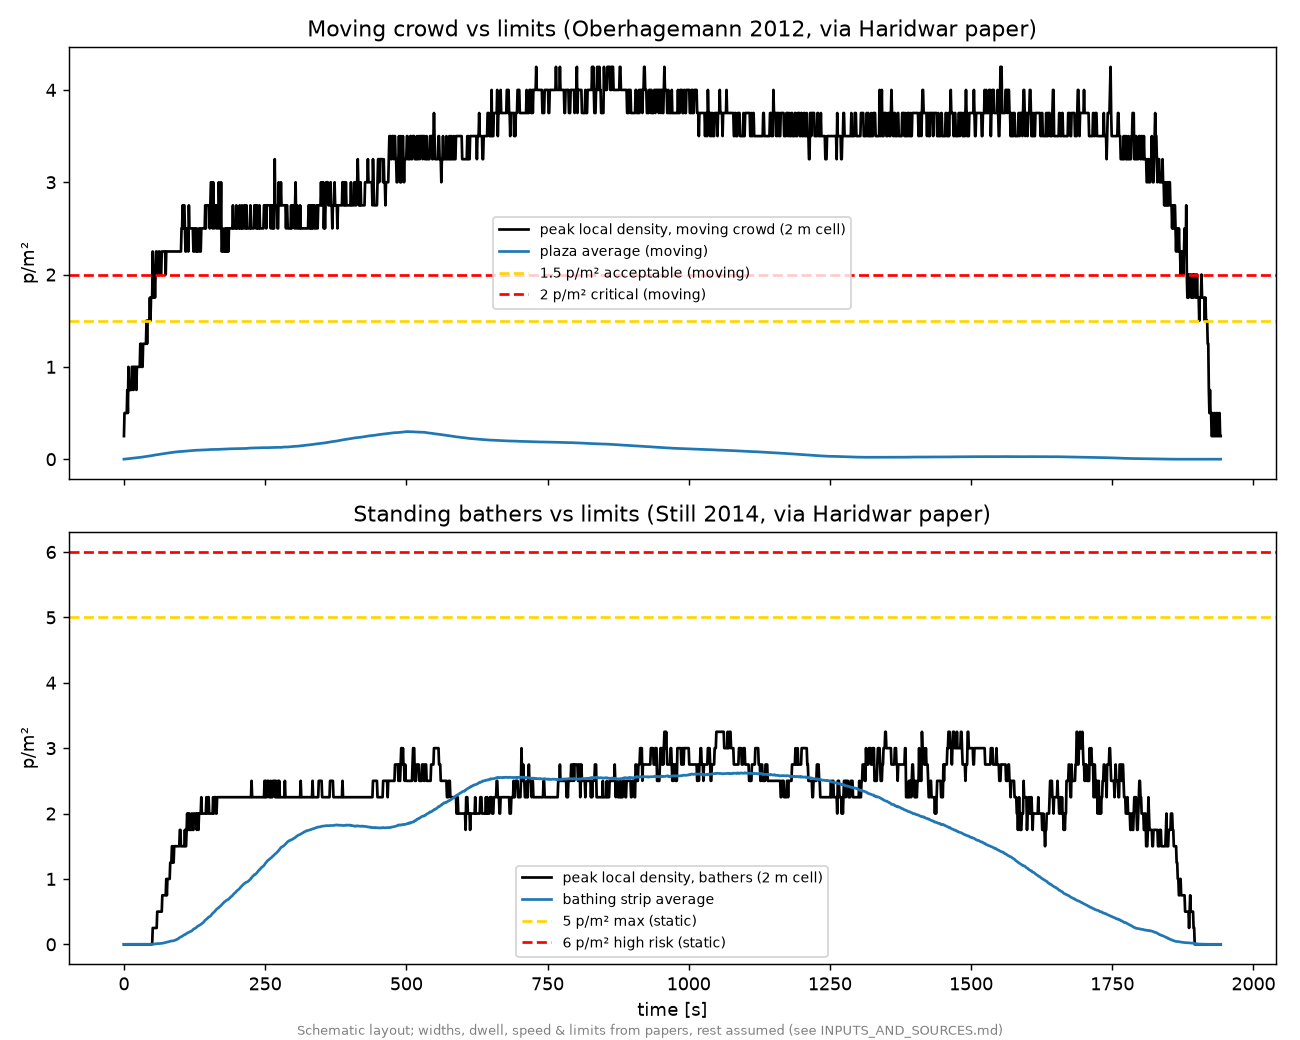 Moving crowd vs limits (Oberhagemann 2012, via Haridwar paper)
4
3
2
1
0
p/m²
peak local density, moving crowd (2 m cell)
plaza average (moving)
1.5 p/m² acceptable (moving)
2 p/m² critical (moving)
Standing bathers vs limits (Still 2014, via Haridwar paper)
6
5
4
3
2
1
0
p/m²
peak local density, bathers (2 m cell)
bathing strip average
5 p/m² max (static)
6 p/m² high risk (static)
0 250 500 750 1000 1250 1500 1750 2000
time [s]
Schematic layout; widths, dwell, speed & limits from papers, rest assumed (see INPUTS_AND_SOURCES.md)